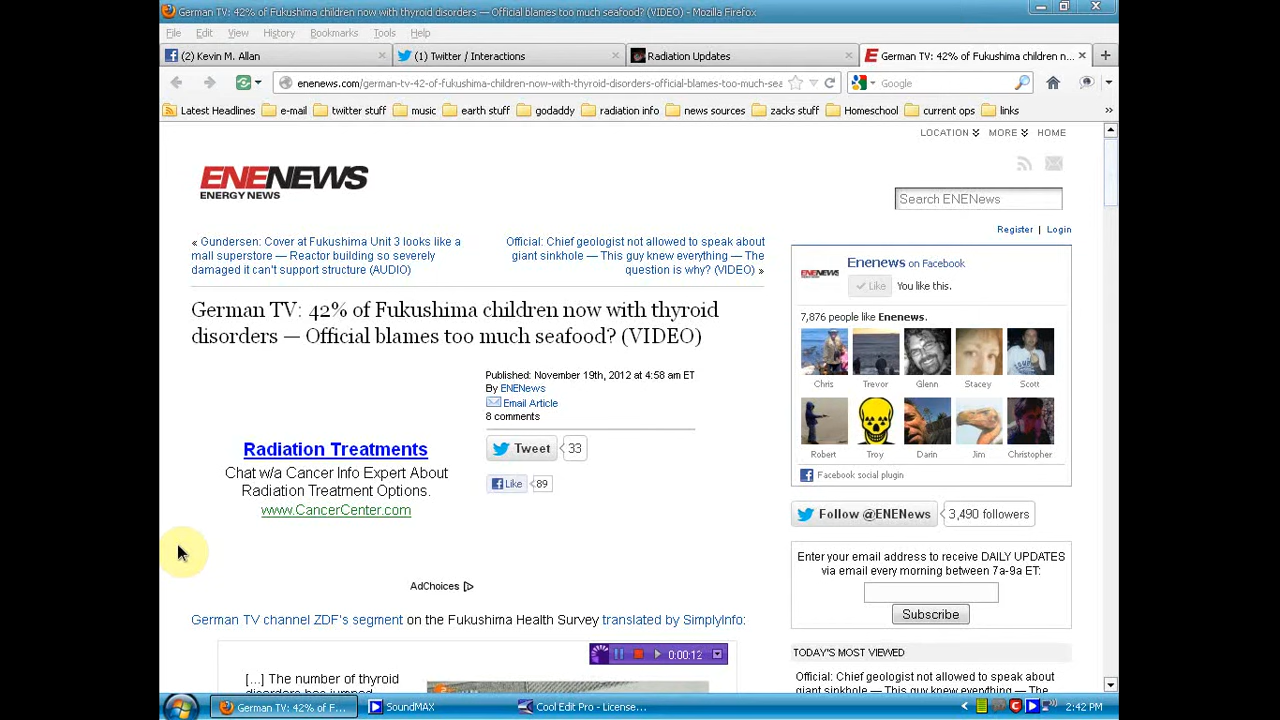 German TV: 42% of Fukushima children now with thyroid disorders — Official blames too much seafood? (VIDEO) - Mozilla Firefox
File Edit View History Bookmarks Tools Help
(2) Kevin M. Allan
(1) Twitter / Interactions
Radiation Updates
German TV: 42% of Fukushima children n...
enenews.com/german-tv-42-of-fukushima-children-now-with-thyroid-disorders-official-blames-too-much-sea
Google
Latest Headlines e-mail twitter stuff music earth stuff godaddy radiation info news sources zacks stuff Homeschool current ops links »
LOCATION MORE HOME
ENENEWS
ENERGY NEWS
Search ENENews
Register | Login
« Gundersen: Cover at Fukushima Unit 3 looks like a
mall superstore — Reactor building so severely
damaged it can't support structure (AUDIO)
Official: Chief geologist not allowed to speak about
giant sinkhole — This guy knew everything — The
question is why? (VIDEO) »
German TV: 42% of Fukushima children now with thyroid
disorders — Official blames too much seafood? (VIDEO)
Published: November 19th, 2012 at 4:58 am ET
By ENENews
Email Article
8 comments
Tweet 33
Like 89
Radiation Treatments
Chat w/a Cancer Info Expert About
Radiation Treatment Options.
www.CancerCenter.com
AdChoices
German TV channel ZDF's segment on the Fukushima Health Survey translated by SimplyInfo:
[...] The number of thyroid
0:00:12
ENENEWS
Enenews on Facebook
Like You like this.
7,876 people like Enenews.
Chris Trevor Glenn Stacey Scott
Robert Troy Darin Jim Christopher
Facebook social plugin
Follow @ENENews 3,490 followers
Enter your email address to receive DAILY UPDATES
via email every morning between 7a-9a ET:
Subscribe
TODAY'S MOST VIEWED
Official: Chief geologist not allowed to speak about
giant sinkhole — This guy knew everything — The
German TV: 42% of F...
SoundMAX
Cool Edit Pro - License...
2:42 PM